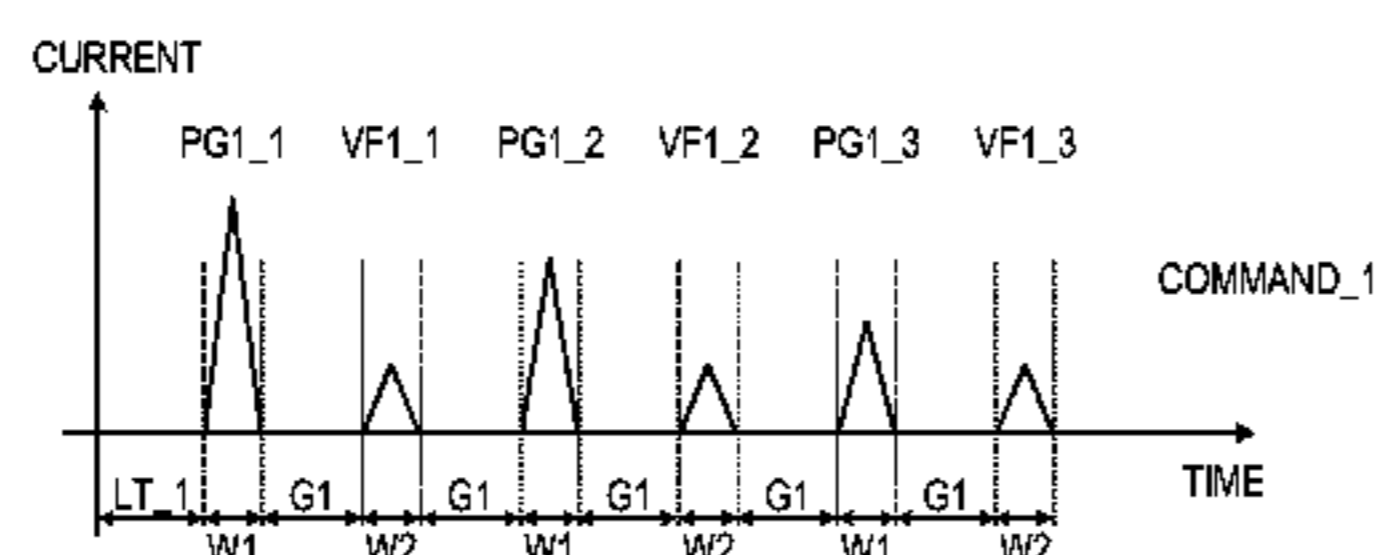 CURRENT
PG1_1 VF1_1 PG1_2 VF1_2 PG1_3 VF1_3
COMMAND_1
TIME
LT_1 G1 G1 G1 G1 G1
W1 W2 W1 W2 W1 W2